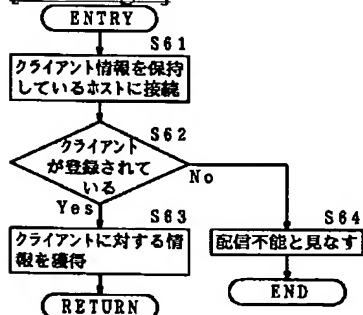 ENTRY
S61
クライアント情報を保持
しているホストに接続
S62
クライアント
が登録されて
いる
No
Yes
S63
クライアントに対する情
報を獲得
S64
配信不能と見なす
RETURN
END